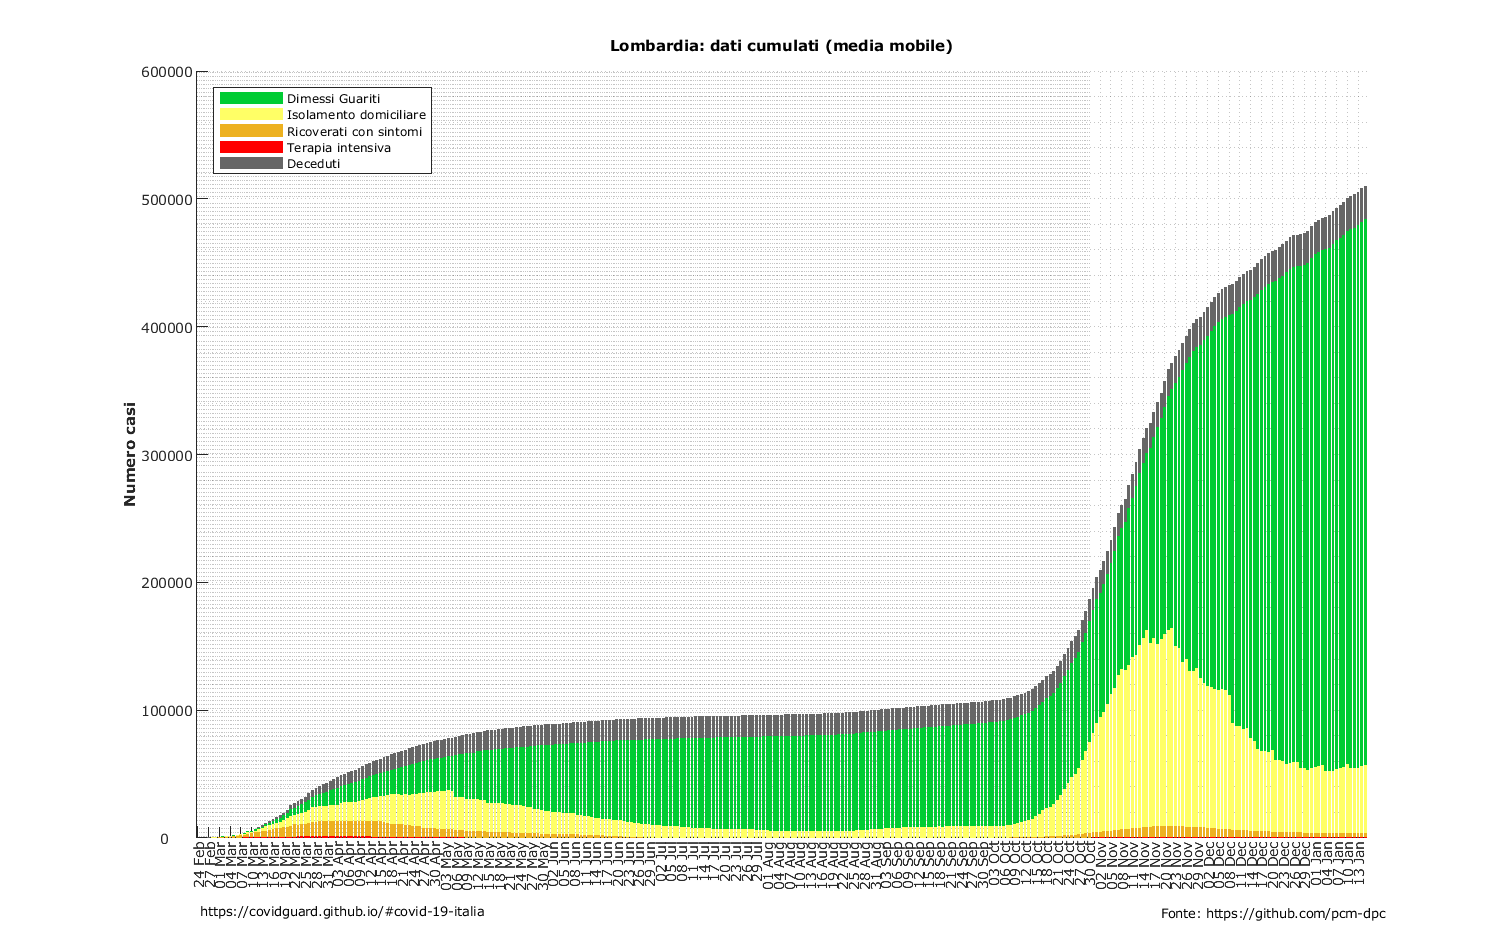 Lombardia: dati cumulati (media mobile)
600000
500000
400000
300000
200000
100000
0
Numero casi
Dimessi Guariti
Isolamento domiciliare
Ricoverati con sintomi
Terapia intensiva
Deceduti
24 Feb
27 Feb
01 Mar
04 Mar
07 Mar
10 Mar
13 Mar
16 Mar
19 Mar
22 Mar
25 Mar
28 Mar
31 Mar
03 Apr
06 Apr
09 Apr
12 Apr
15 Apr
18 Apr
21 Apr
24 Apr
27 Apr
30 Apr
03 May
06 May
09 May
12 May
15 May
18 May
21 May
24 May
27 May
30 May
02 Jun
05 Jun
08 Jun
11 Jun
14 Jun
17 Jun
20 Jun
23 Jun
26 Jun
29 Jun
02 Jul
05 Jul
08 Jul
11 Jul
14 Jul
17 Jul
20 Jul
23 Jul
26 Jul
29 Jul
01 Aug
04 Aug
07 Aug
10 Aug
13 Aug
16 Aug
19 Aug
22 Aug
25 Aug
28 Aug
31 Aug
03 Sep
06 Sep
09 Sep
12 Sep
15 Sep
18 Sep
21 Sep
24 Sep
27 Sep
30 Sep
03 Oct
06 Oct
09 Oct
12 Oct
15 Oct
18 Oct
21 Oct
24 Oct
27 Oct
30 Oct
02 Nov
05 Nov
08 Nov
11 Nov
14 Nov
17 Nov
20 Nov
23 Nov
26 Nov
29 Nov
02 Dec
05 Dec
08 Dec
11 Dec
14 Dec
17 Dec
20 Dec
23 Dec
26 Dec
29 Dec
01 Jan
04 Jan
07 Jan
10 Jan
13 Jan
https://covidguard.github.io/#covid-19-italia
Fonte: https://github.com/pcm-dpc